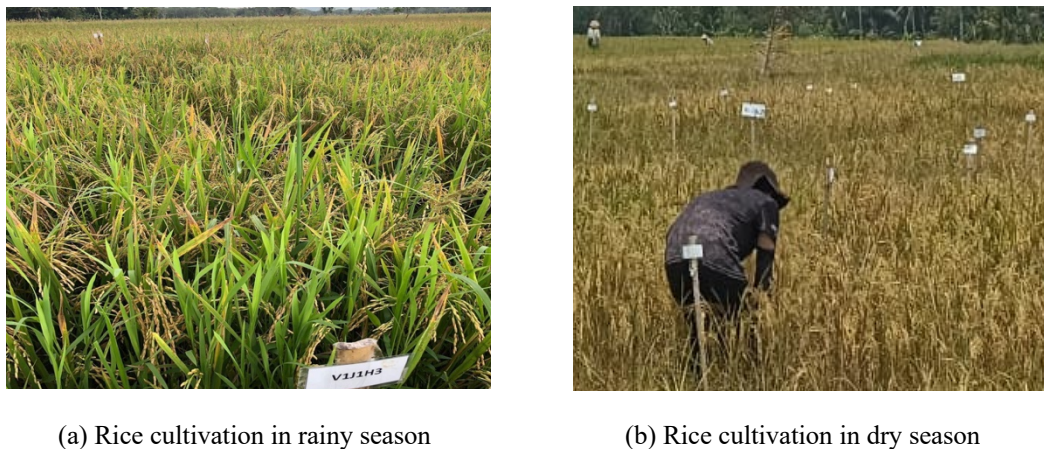 V1J1H3
(a) Rice cultivation in rainy season
(b) Rice cultivation in dry season